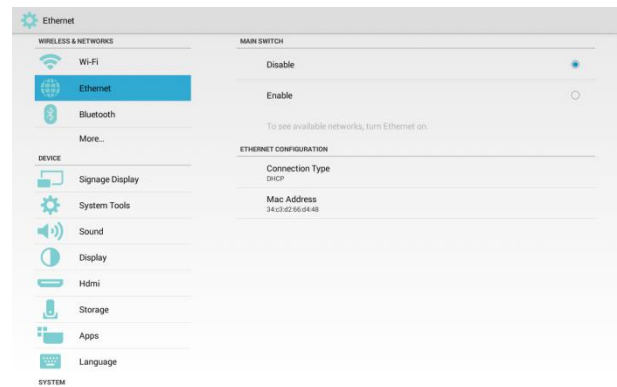 Ethernet
WIRELESS & NETWORKS
Wi-Fi
Ethernet
Bluetooth
More...
DEVICE
Signage Display
System Tools
Sound
Display
Hdmi
Storage
Apps
Language
SYSTEM
MAIN SWITCH
Disable
Enable
To see available networks, turn Ethernet on.
ETHERNET CONFIGURATION
Connection Type
DHCP
Mac Address
34:c3:d2:66:d4:48